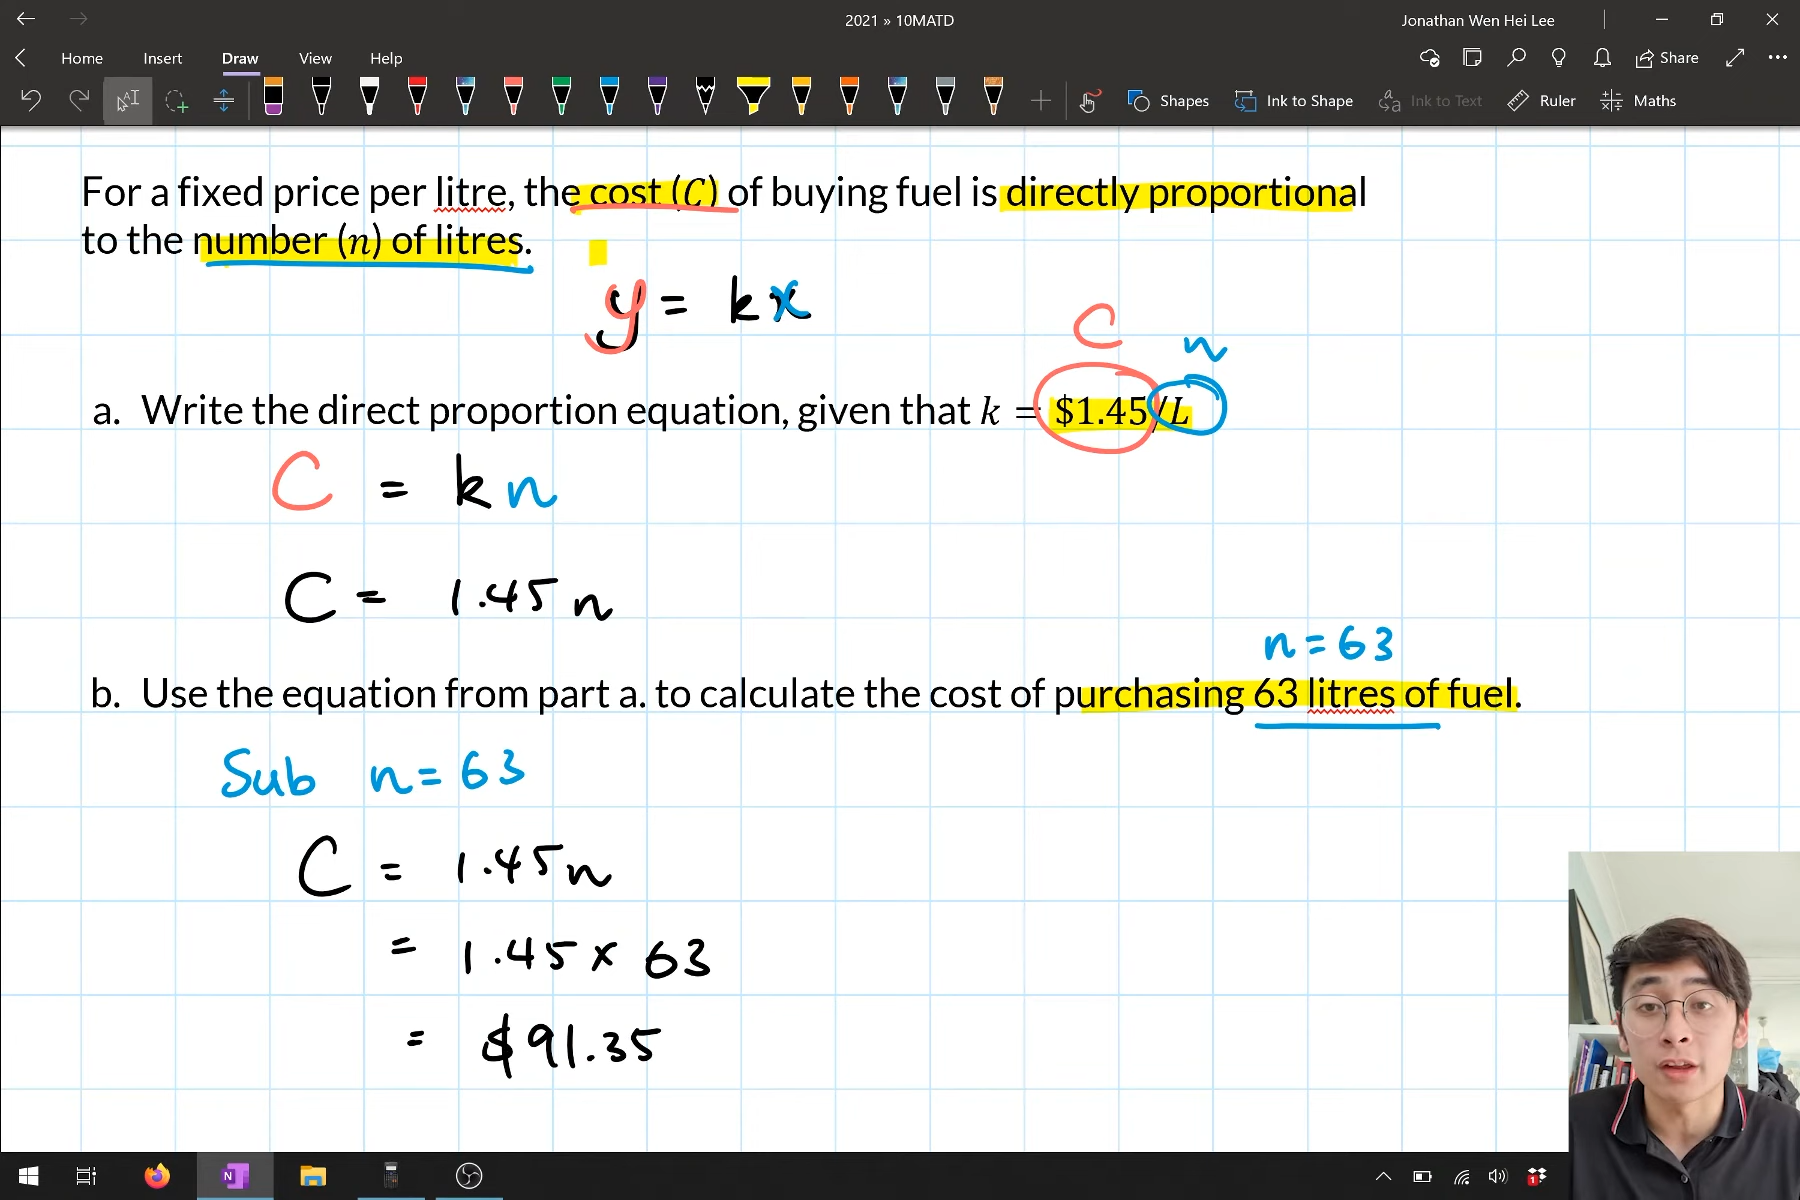 2021 » 10MATD
Jonathan Wen Hei Lee
Home Insert Draw View Help
Share
Shapes Ink to Shape Ink to Text Ruler Maths
For a fixed price per litre, the cost (C) of buying fuel is directly proportional
to the number (n) of litres.
y = kx
C
n
a. Write the direct proportion equation, given that k = $1.45/L
C = kn
C = 1.45n
n=63
b. Use the equation from part a. to calculate the cost of purchasing 63 litres of fuel.
Sub n=63
C = 1.45n
= 1.45 × 63
= $91.35